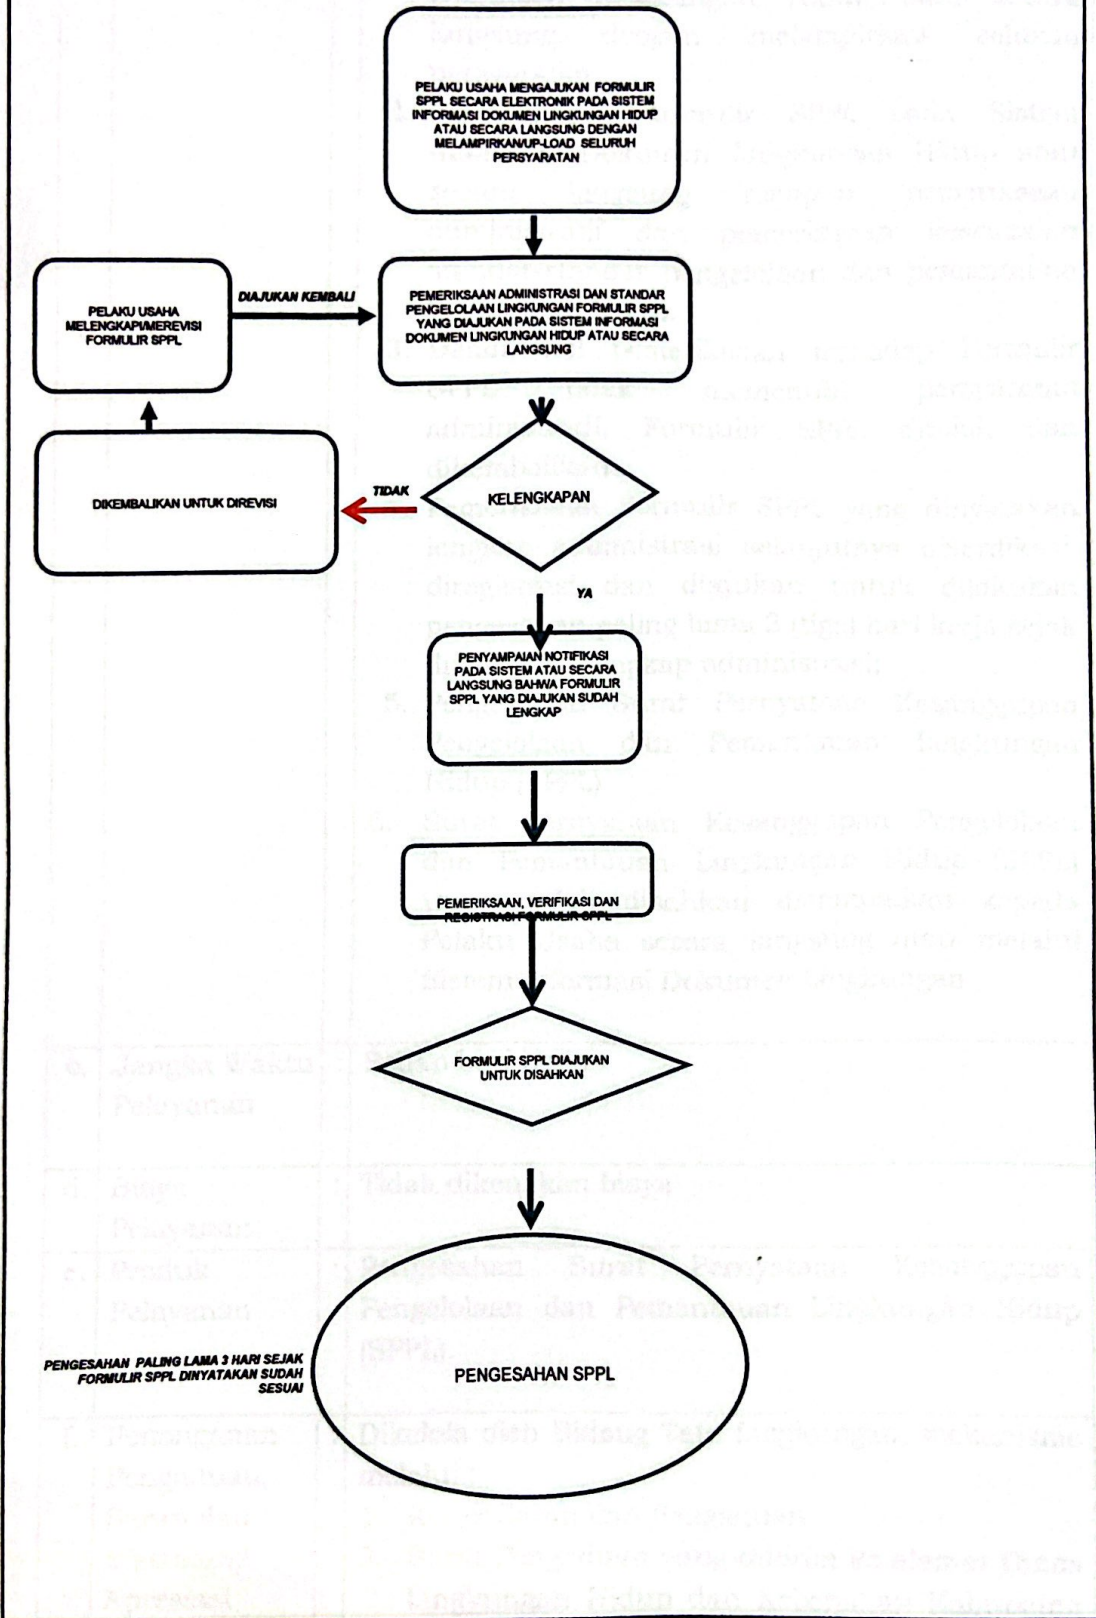 PELAKU USAHA MENGAJUKAN FORMULIR
SPPL SECARA ELEKTRONIK PADA SISTEM
INFORMASI DOKUMEN LINGKUNGAN HIDUP
ATAU SECARA LANGSUNG DENGAN
MELAMPIRKAN/UP-LOAD SELURUH
PERSYARATAN
PELAKU USAHA
MELENGKAPI/MEREVISI
FORMULIR SPPL
DIAJUKAN KEMBALI
PEMERIKSAAN ADMINISTRASI DAN STANDAR
PENGELOLAAN LINGKUNGAN FORMULIR SPPL
YANG DIAJUKAN PADA SISTEM INFORMASI
DOKUMEN LINGKUNGAN HIDUP ATAU SECARA
LANGSUNG
DIKEMBALIKAN UNTUK DIREVISI
TIDAK
KELENGKAPAN
YA
PENYAMPAIAN NOTIFIKASI
PADA SISTEM ATAU SECARA
LANGSUNG BAHWA FORMULIR
SPPL YANG DIAJUKAN SUDAH
LENGKAP
PEMERIKSAAN, VERIFIKASI DAN
REGISTRASI FORMULIR SPPL
FORMULIR SPPL DIAJUKAN
UNTUK DISAHKAN
PENGESAHAN PALING LAMA 3 HARI SEJAK
FORMULIR SPPL DINYATAKAN SUDAH
SESUAI
PENGESAHAN SPPL